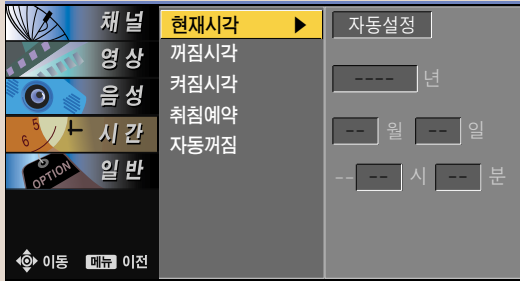 채널
영상
음성
6 5 시간
OPTION 일반
이동 메뉴 이전
현재시각 ▶
꺼짐시각
켜짐시각
취침예약
자동꺼짐
자동설정
---- 년
-- 월 -- 일
-- -- 시 -- 분